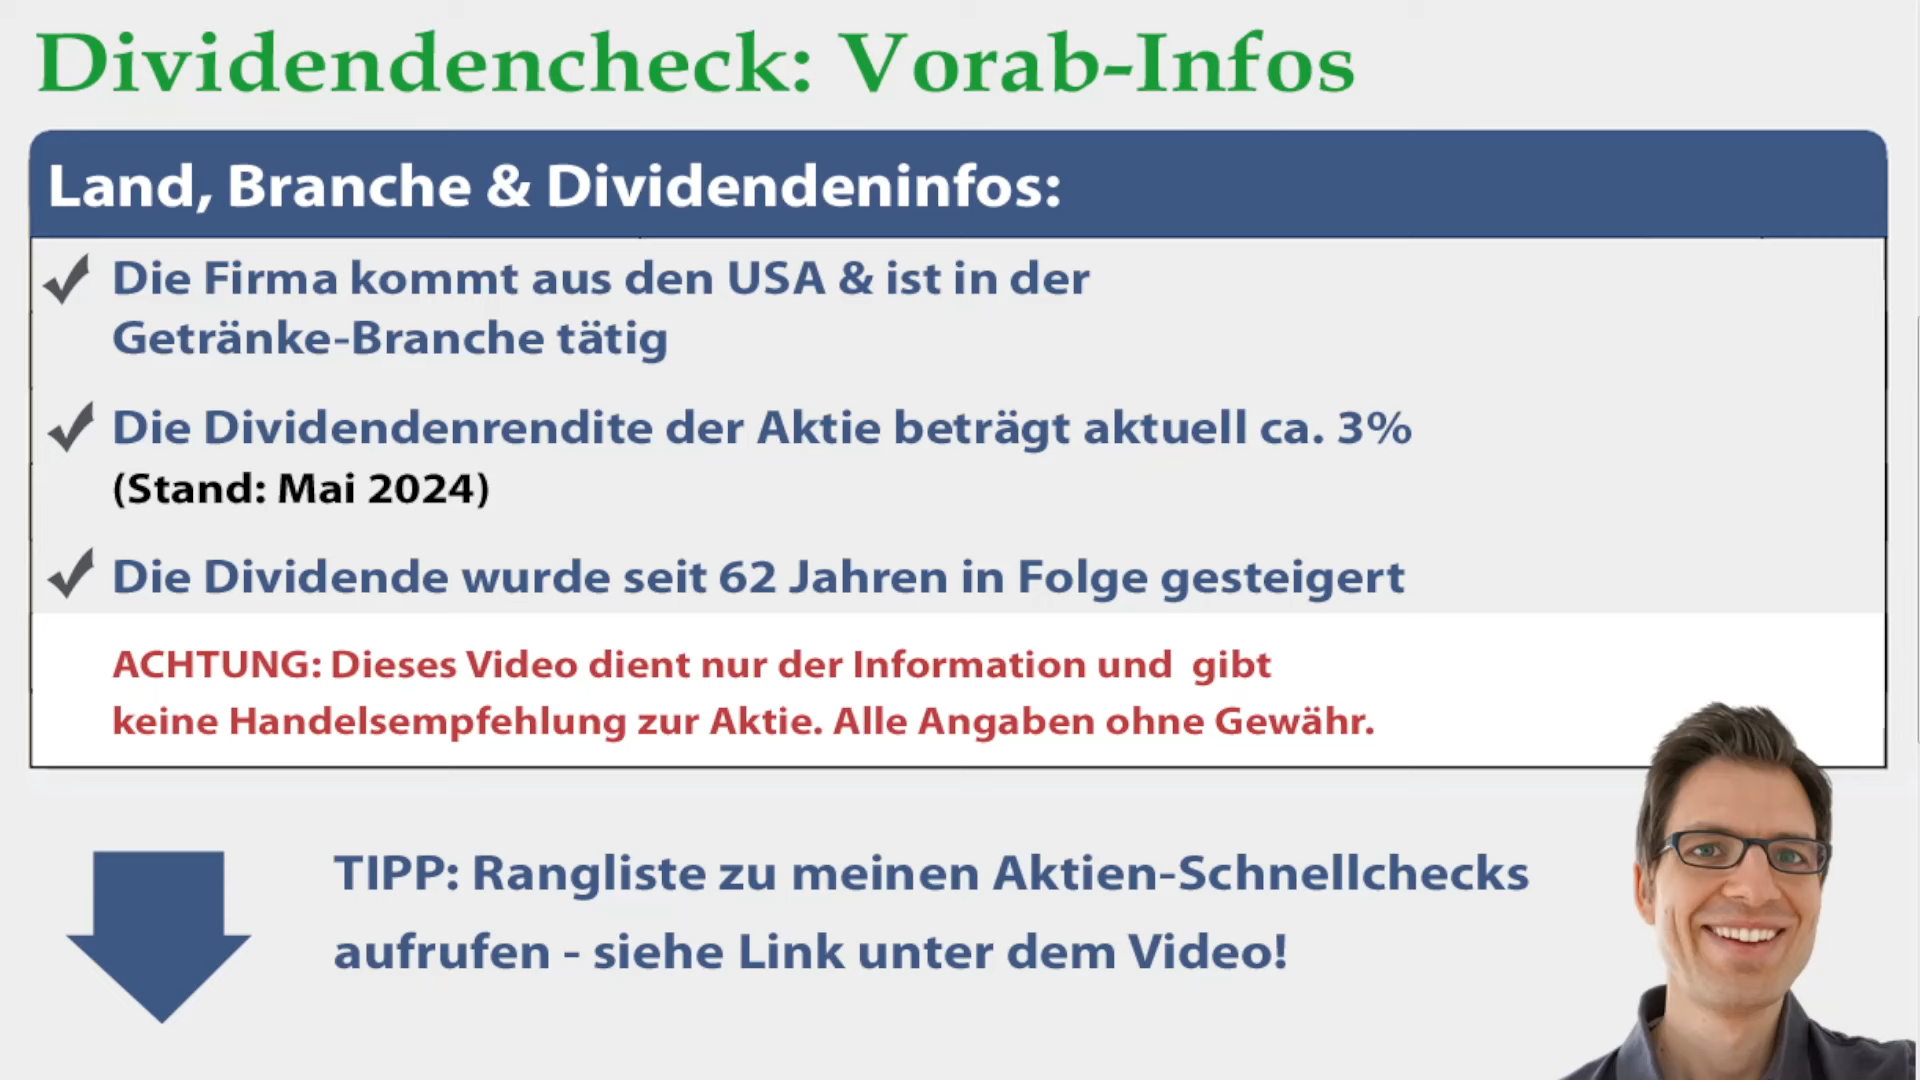 Dividendencheck: Vorab-Infos
Land, Branche & Dividendeninfos:
Die Firma kommt aus den USA & ist in der
Getränke-Branche tätig
Die Dividendenrendite der Aktie beträgt aktuell ca. 3%
(Stand: Mai 2024)
Die Dividende wurde seit 62 Jahren in Folge gesteigert
ACHTUNG: Dieses Video dient nur der Information und gibt
keine Handelsempfehlung zur Aktie. Alle Angaben ohne Gewähr.
TIPP: Rangliste zu meinen Aktien-Schnellchecks
aufrufen - siehe Link unter dem Video!